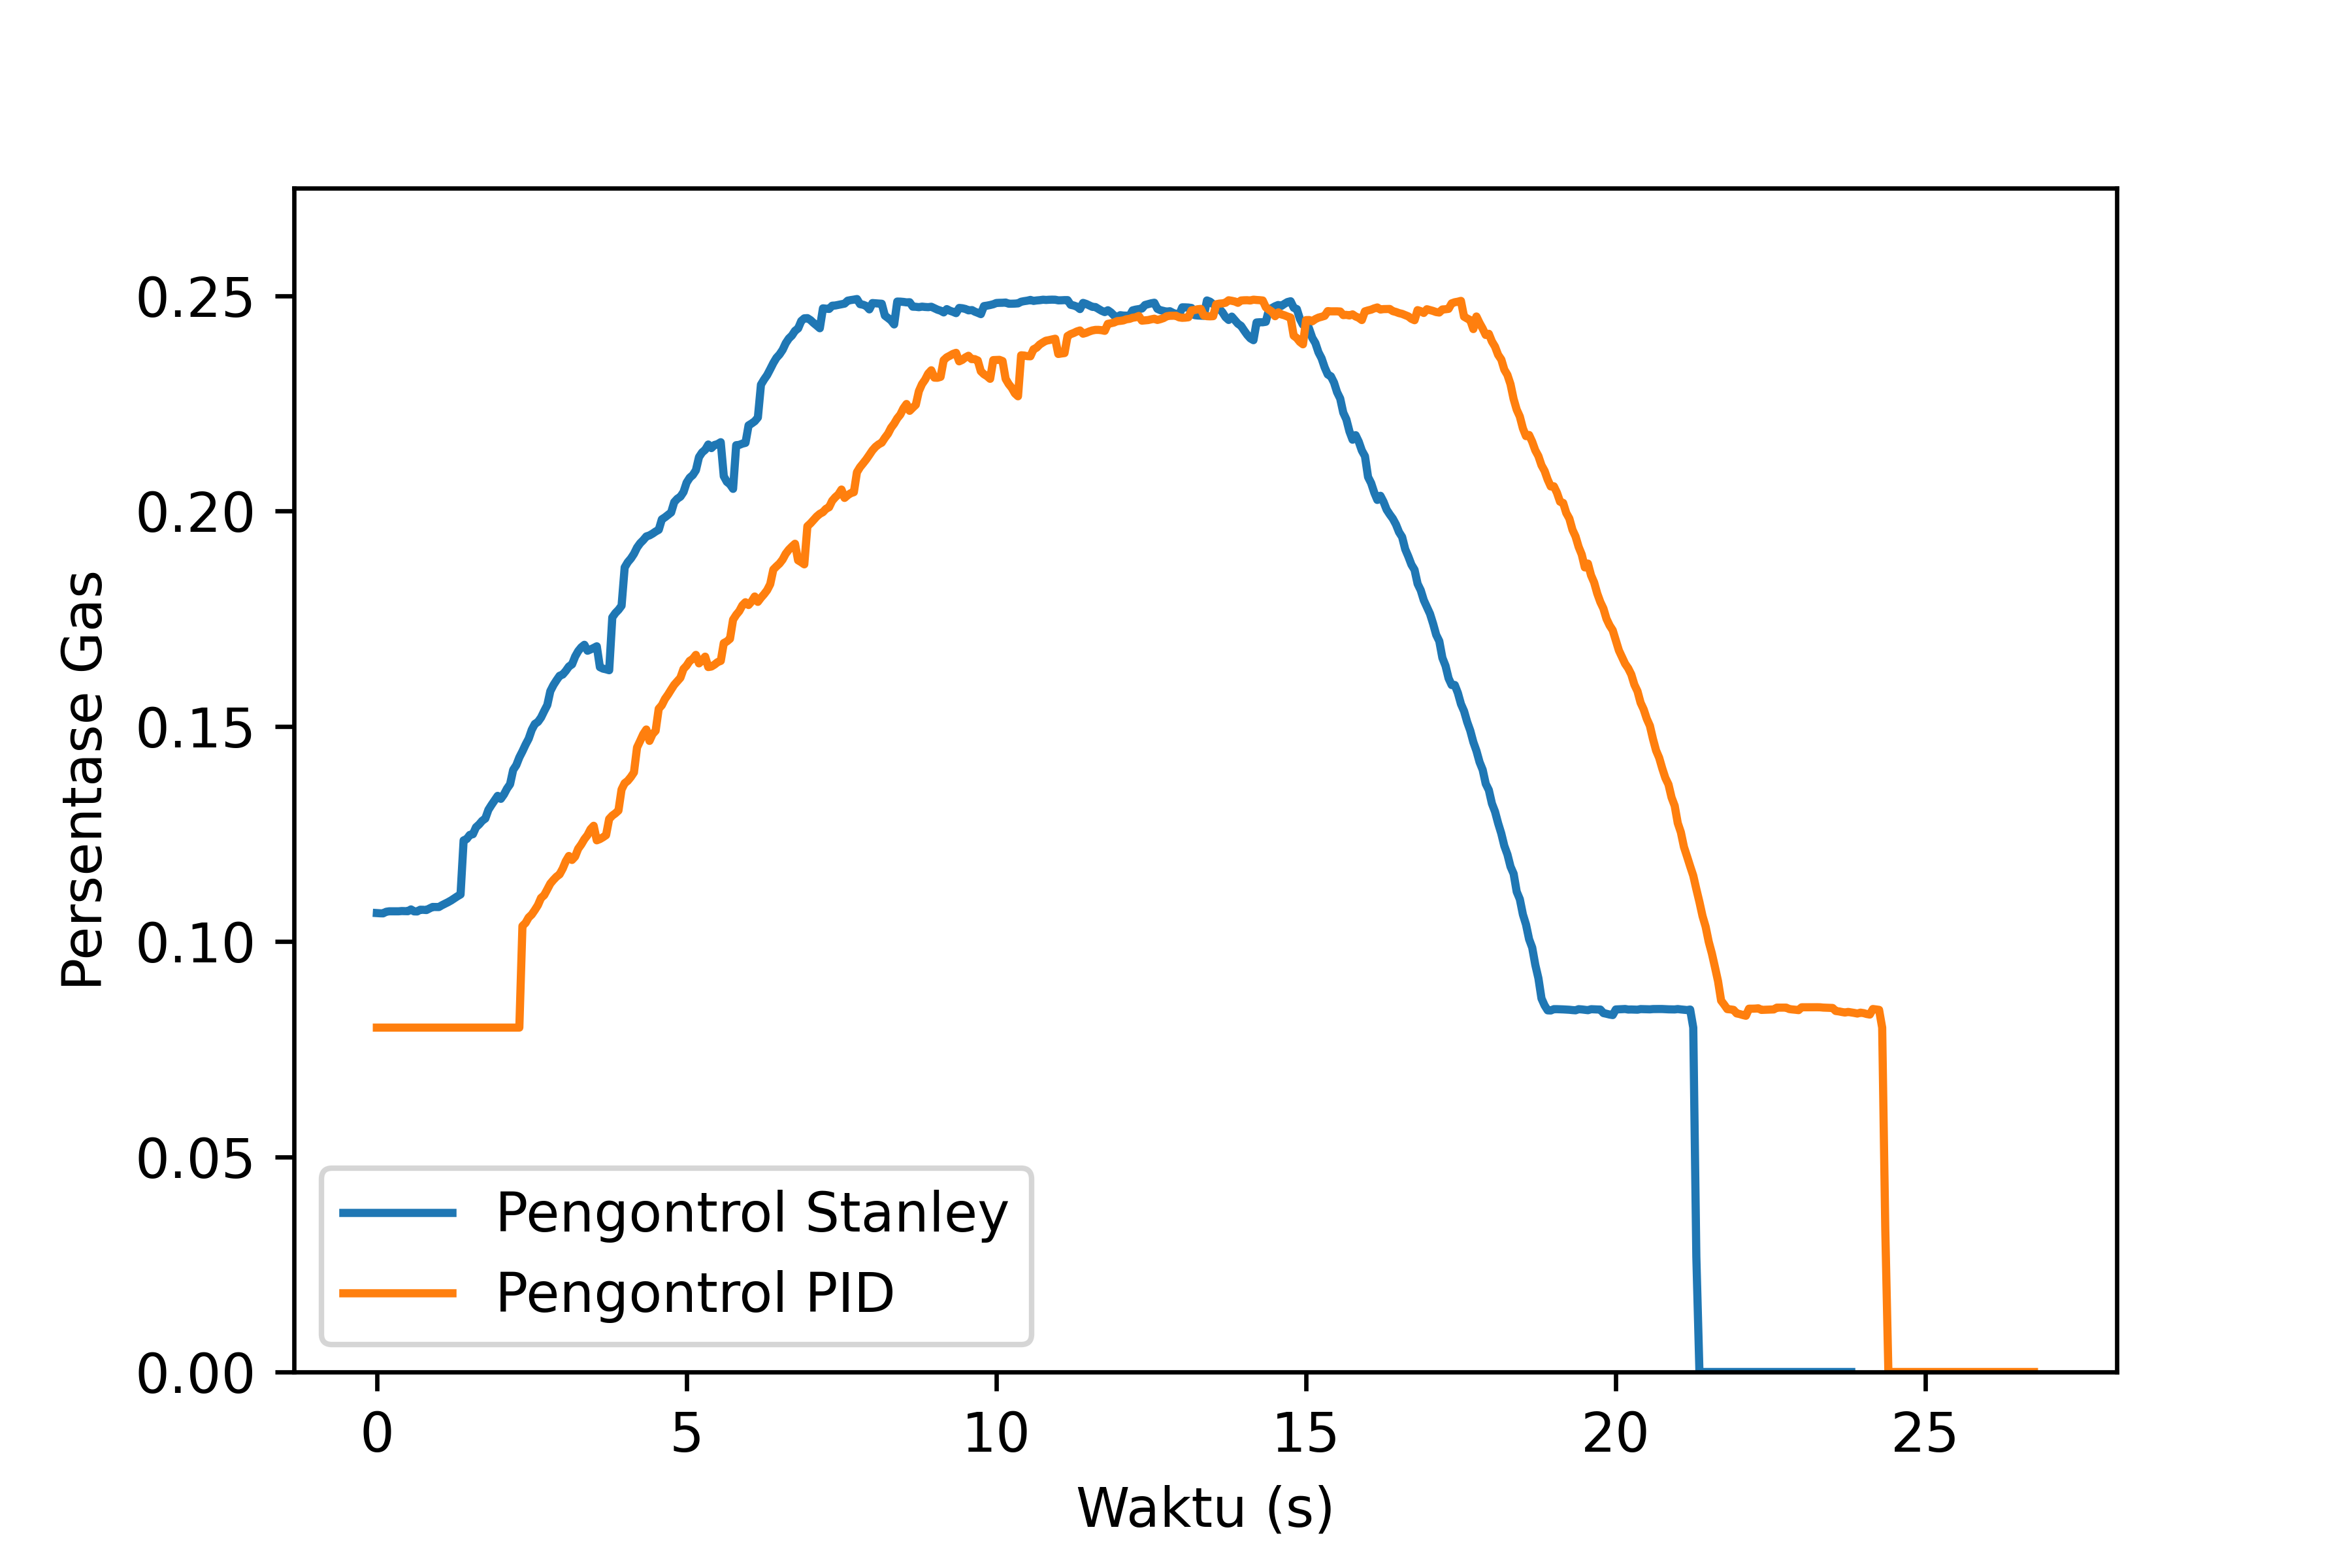 0.25
0.20
0.15
0.10
0.05
0.00
Persentase Gas
Pengontrol Stanley
Pengontrol PID
0 5 10 15 20 25
Waktu (s)